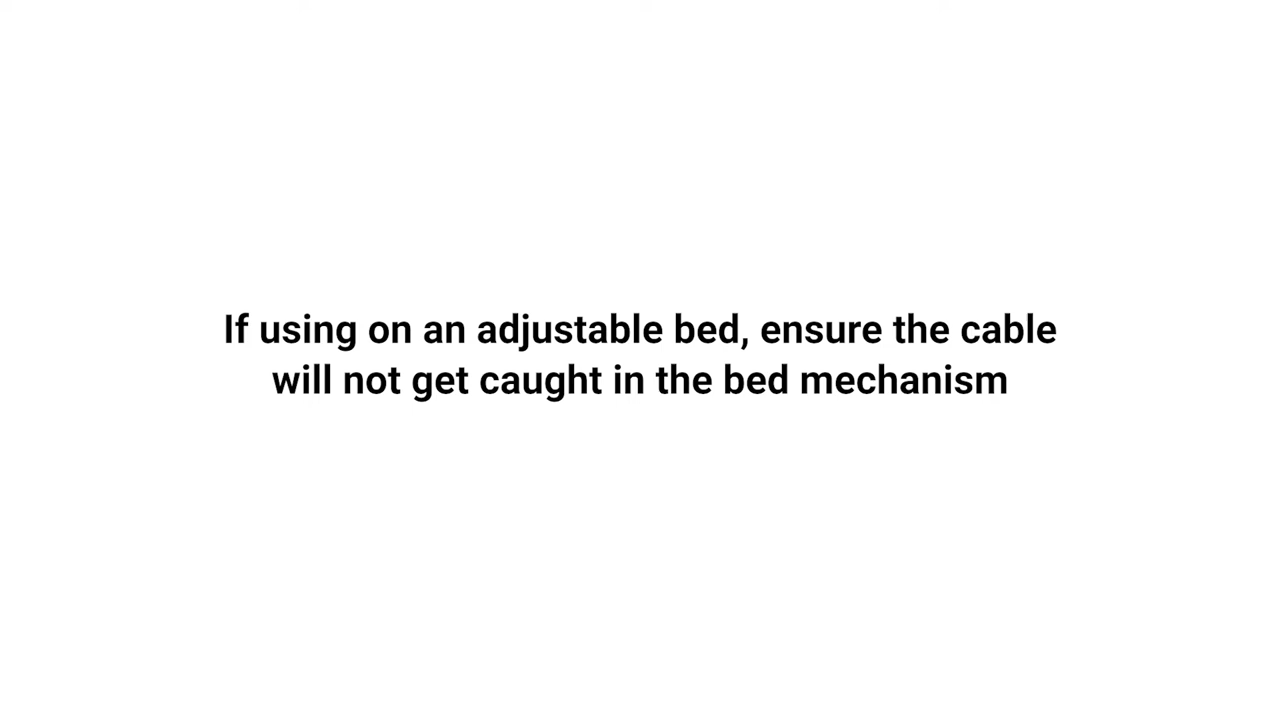 If using on an adjustable bed, ensure the cable
will not get caught in the bed mechanism